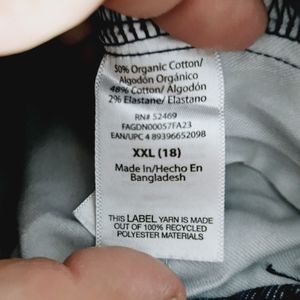 50% Organic Cotton/
Algodón Orgánico
48% Cotton/ Algodón
2% Elastane/ Elastano
RN# 52469
FAGDN00057FA23
EAN/UPC 4 89396652098
XXL (18)
Made In/Hecho En
Bangladesh
THIS LABEL YARN IS MADE
OUT OF 100% RECYCLED
POLYESTER MATERIALS